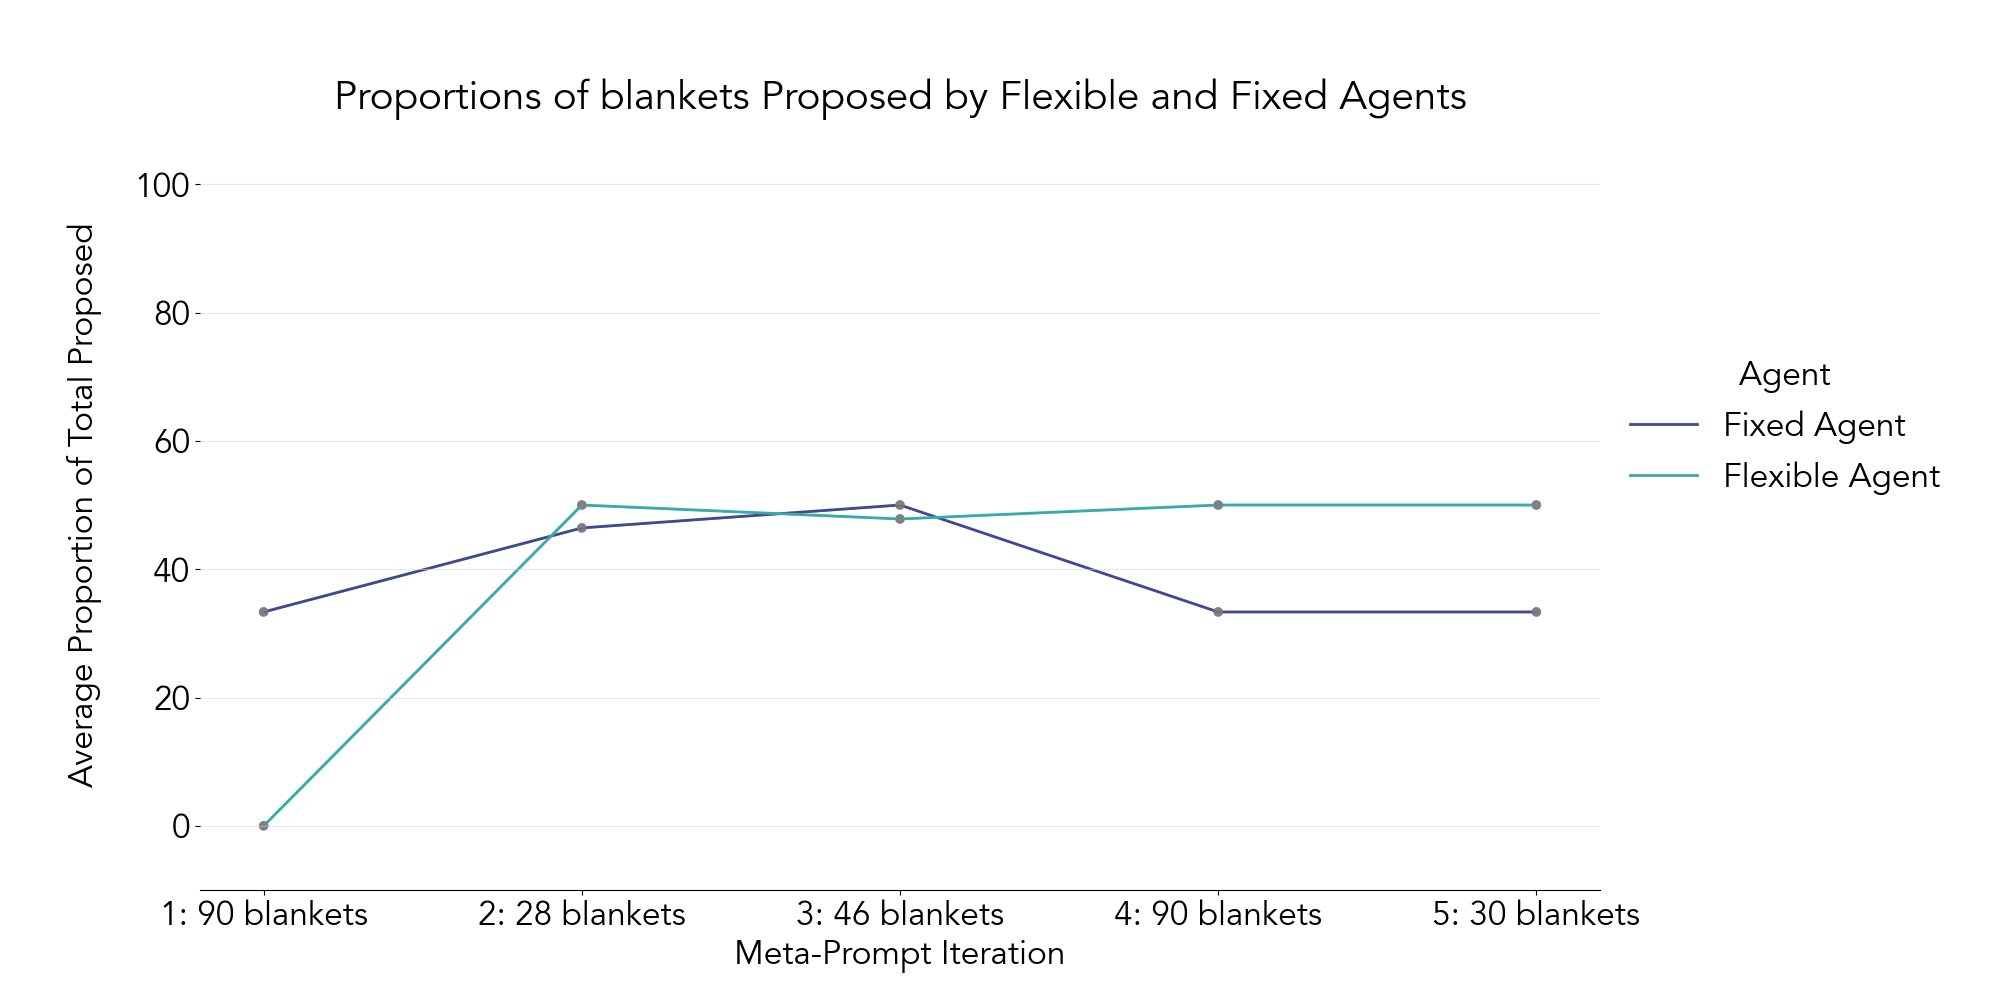 Proportions of blankets Proposed by Flexible and Fixed Agents
Average Proportion of Total Proposed
100
80
60
40
20
0
1: 90 blankets
2: 28 blankets
3: 46 blankets
4: 90 blankets
5: 30 blankets
Meta-Prompt Iteration
Agent
Fixed Agent
Flexible Agent